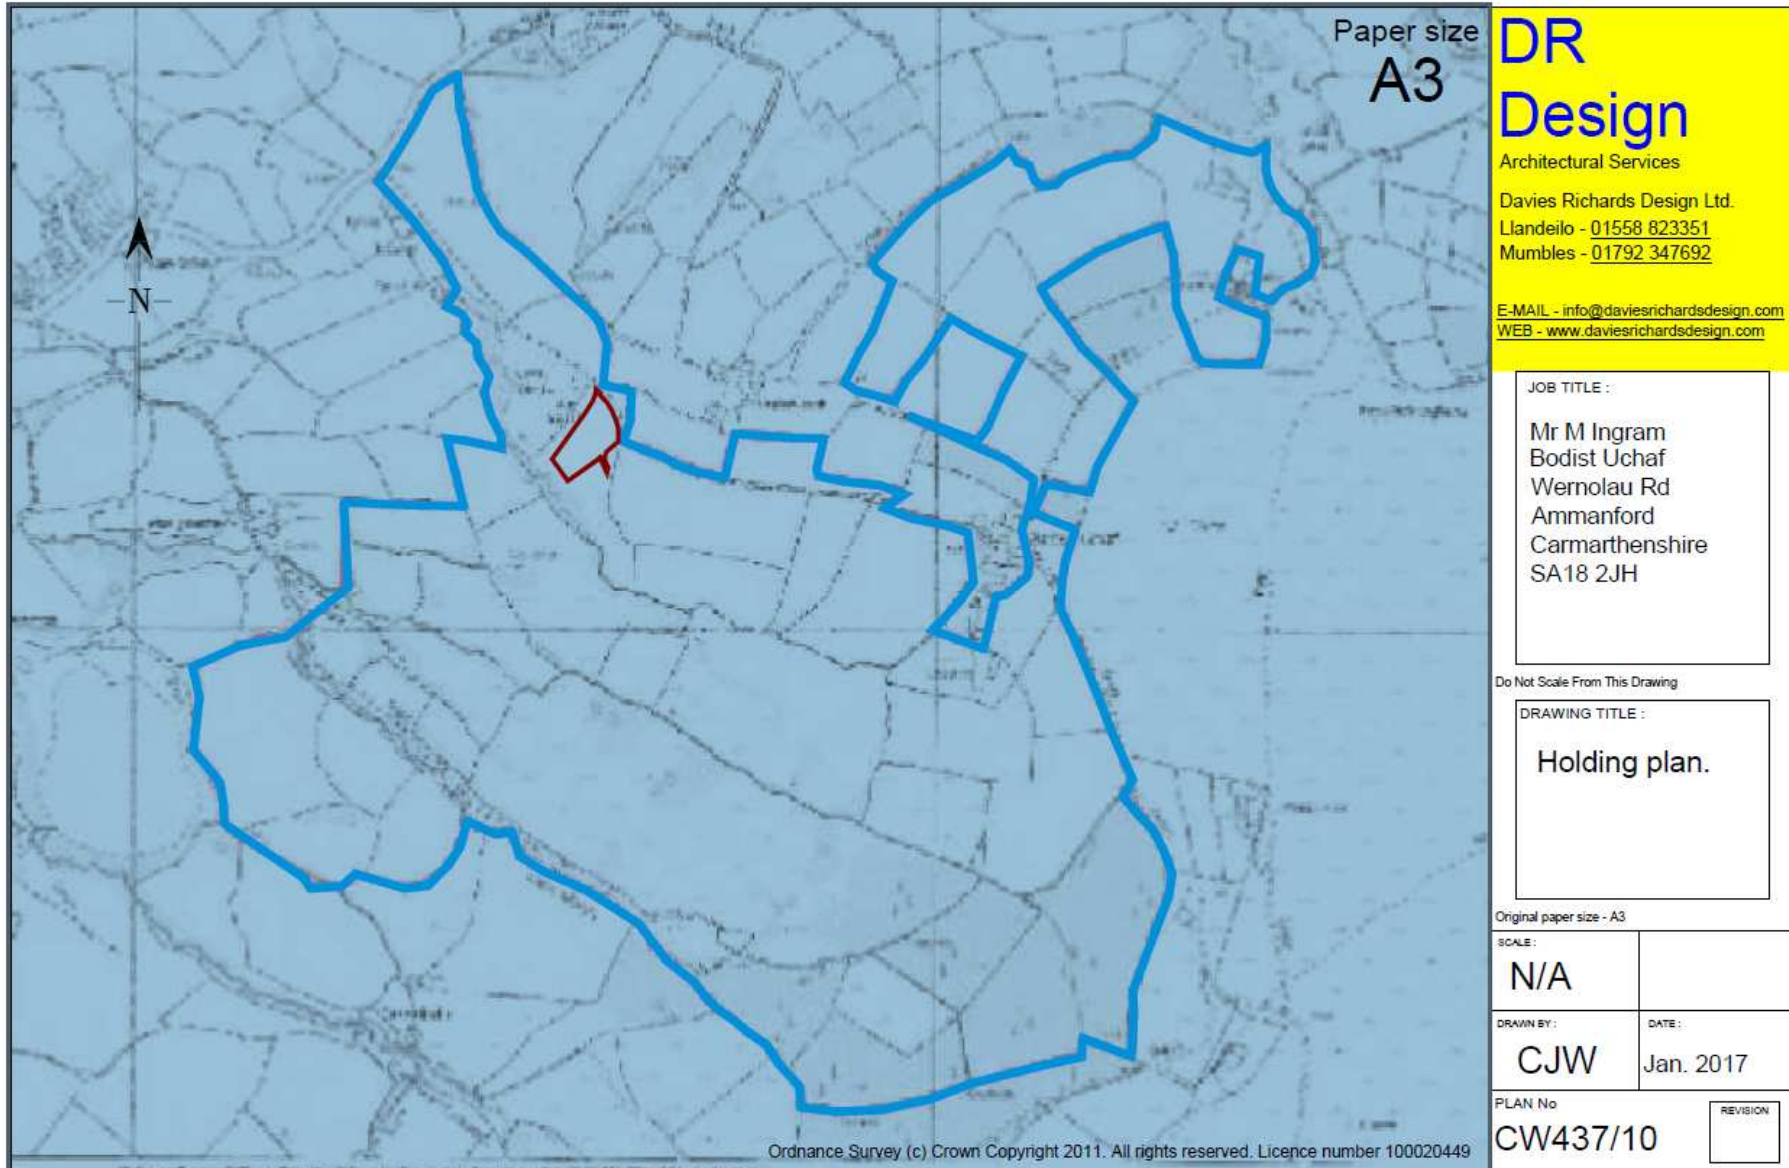 Paper size
A3
N
Ordnance Survey (c) Crown Copyright 2011. All rights reserved. Licence number 100020449
DR
Design
Architectural Services
Davies Richards Design Ltd.
Llandeilo - 01558 823351
Mumbles - 01792 347692
E-MAIL - info@daviesrichardsdesign.com
WEB - www.daviesrichardsdesign.com
JOB TITLE :
Mr M Ingram
Bodist Uchaf
Wernolau Rd
Ammanford
Carmarthenshire
SA18 2JH
Do Not Scale From This Drawing
DRAWING TITLE :
Holding plan.
Original paper size - A3
SCALE :
N/A
DRAWN BY :
CJW
DATE :
Jan. 2017
PLAN No
CW437/10
REVISION